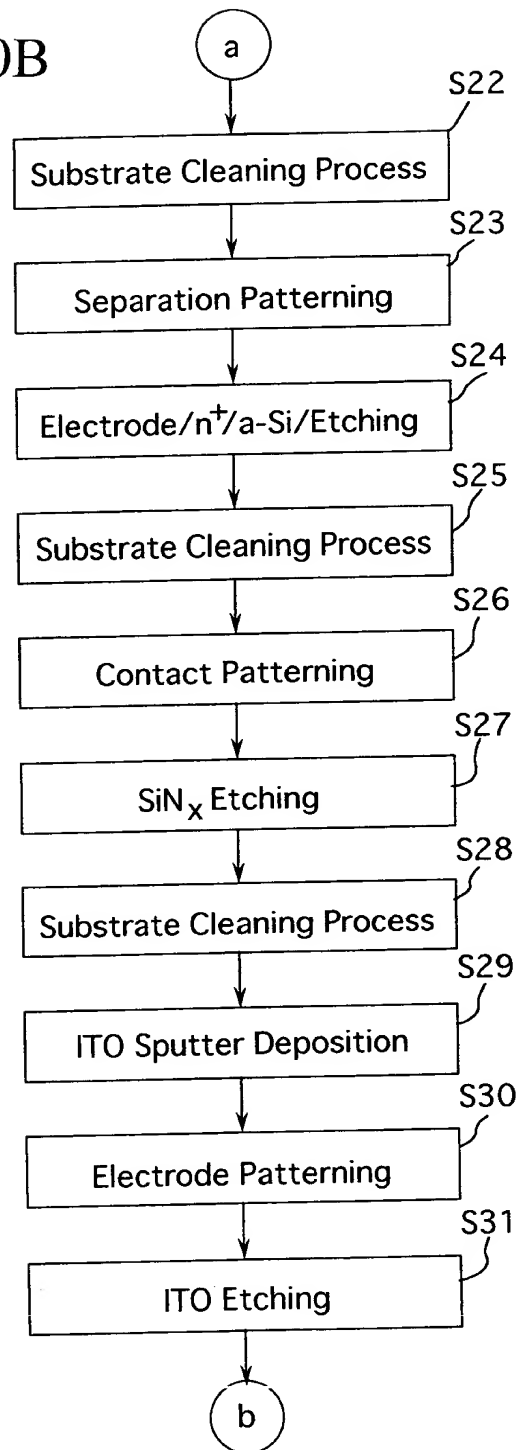 0B
a
S22
Substrate Cleaning Process
S23
Separation Patterning
S24
Electrode/n⁺/a-Si/Etching
S25
Substrate Cleaning Process
S26
Contact Patterning
S27
SiNₓ Etching
S28
Substrate Cleaning Process
S29
ITO Sputter Deposition
S30
Electrode Patterning
S31
ITO Etching
b